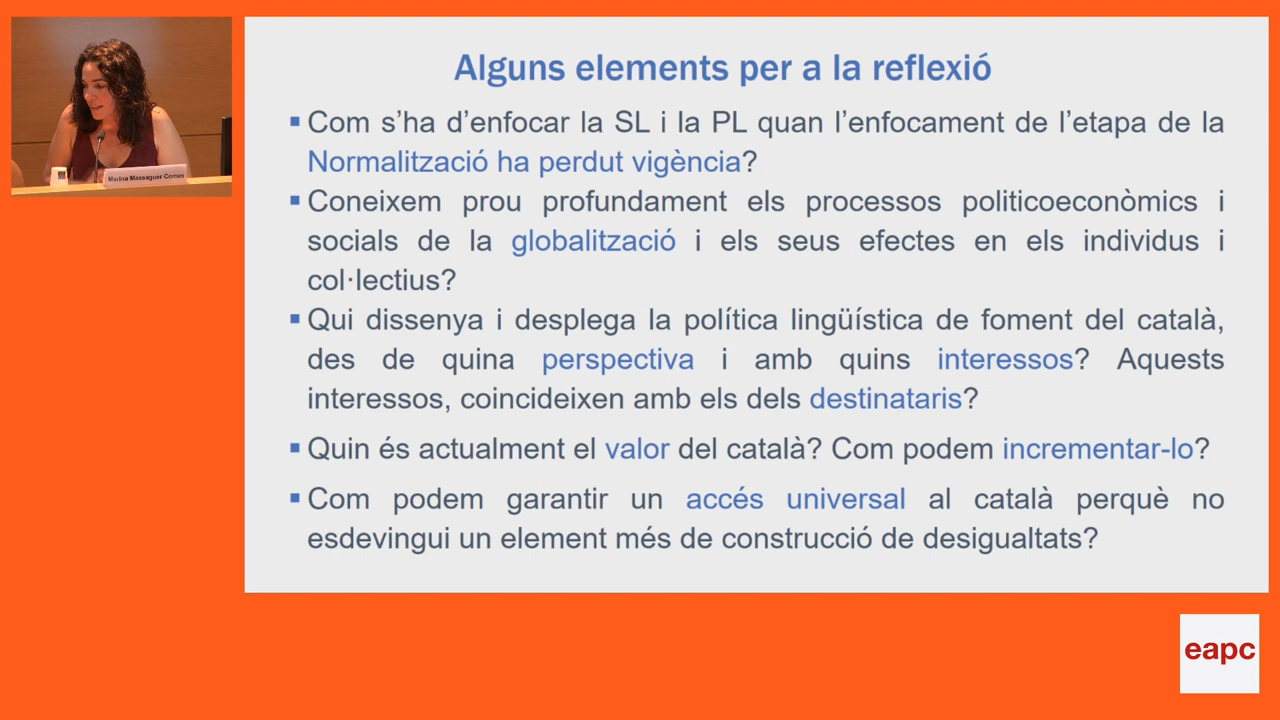 Marina Massaguer Comes
Alguns elements per a la reflexió
Com s'ha d'enfocar la SL i la PL quan l'enfocament de l'etapa de la
Normalització ha perdut vigència?
Coneixem prou profundament els processos politicoeconòmics i
socials de la globalització i els seus efectes en els individus i
col·lectius?
Qui dissenya i desplega la política lingüística de foment del català,
des de quina perspectiva i amb quins interessos? Aquests
interessos, coincideixen amb els dels destinataris?
Quin és actualment el valor del català? Com podem incrementar-lo?
Com podem garantir un accés universal al català perquè no
esdevingui un element més de construcció de desigualtats?
eapc